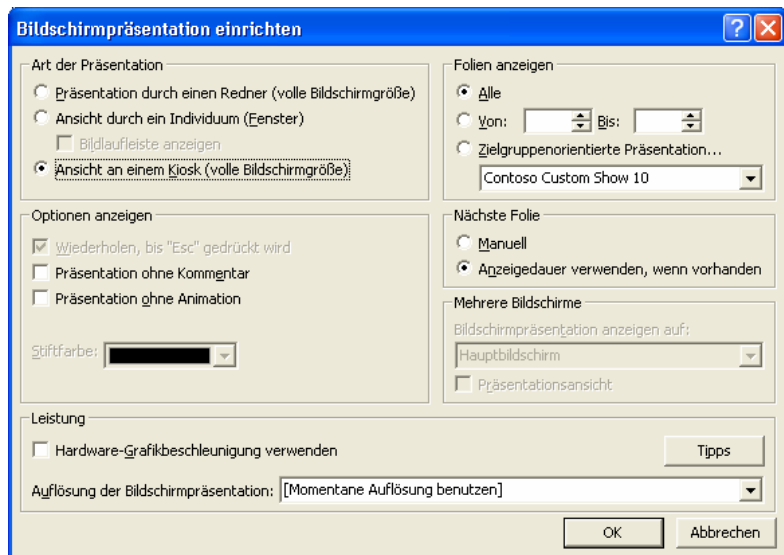 Bildschirmpräsentation einrichten
Art der Präsentation
Präsentation durch einen Redner (volle Bildschirmgröße)
Ansicht durch ein Individuum (Fenster)
Bildlaufleiste anzeigen
Ansicht an einem Kiosk (volle Bildschirmgröße)
Folien anzeigen
Alle
Von: Bis:
Zielgruppenorientierte Präsentation...
Contoso Custom Show 10
Optionen anzeigen
Wiederholen, bis "Esc" gedrückt wird
Präsentation ohne Kommentar
Präsentation ohne Animation
Stiftfarbe:
Nächste Folie
Manuell
Anzeigedauer verwenden, wenn vorhanden
Mehrere Bildschirme
Bildschirmpräsentation anzeigen auf:
Hauptbildschirm
Präsentationsansicht
Leistung
Hardware-Grafikbeschleunigung verwenden
Tipps
Auflösung der Bildschirmpräsentation: [Momentane Auflösung benutzen]
OK Abbrechen